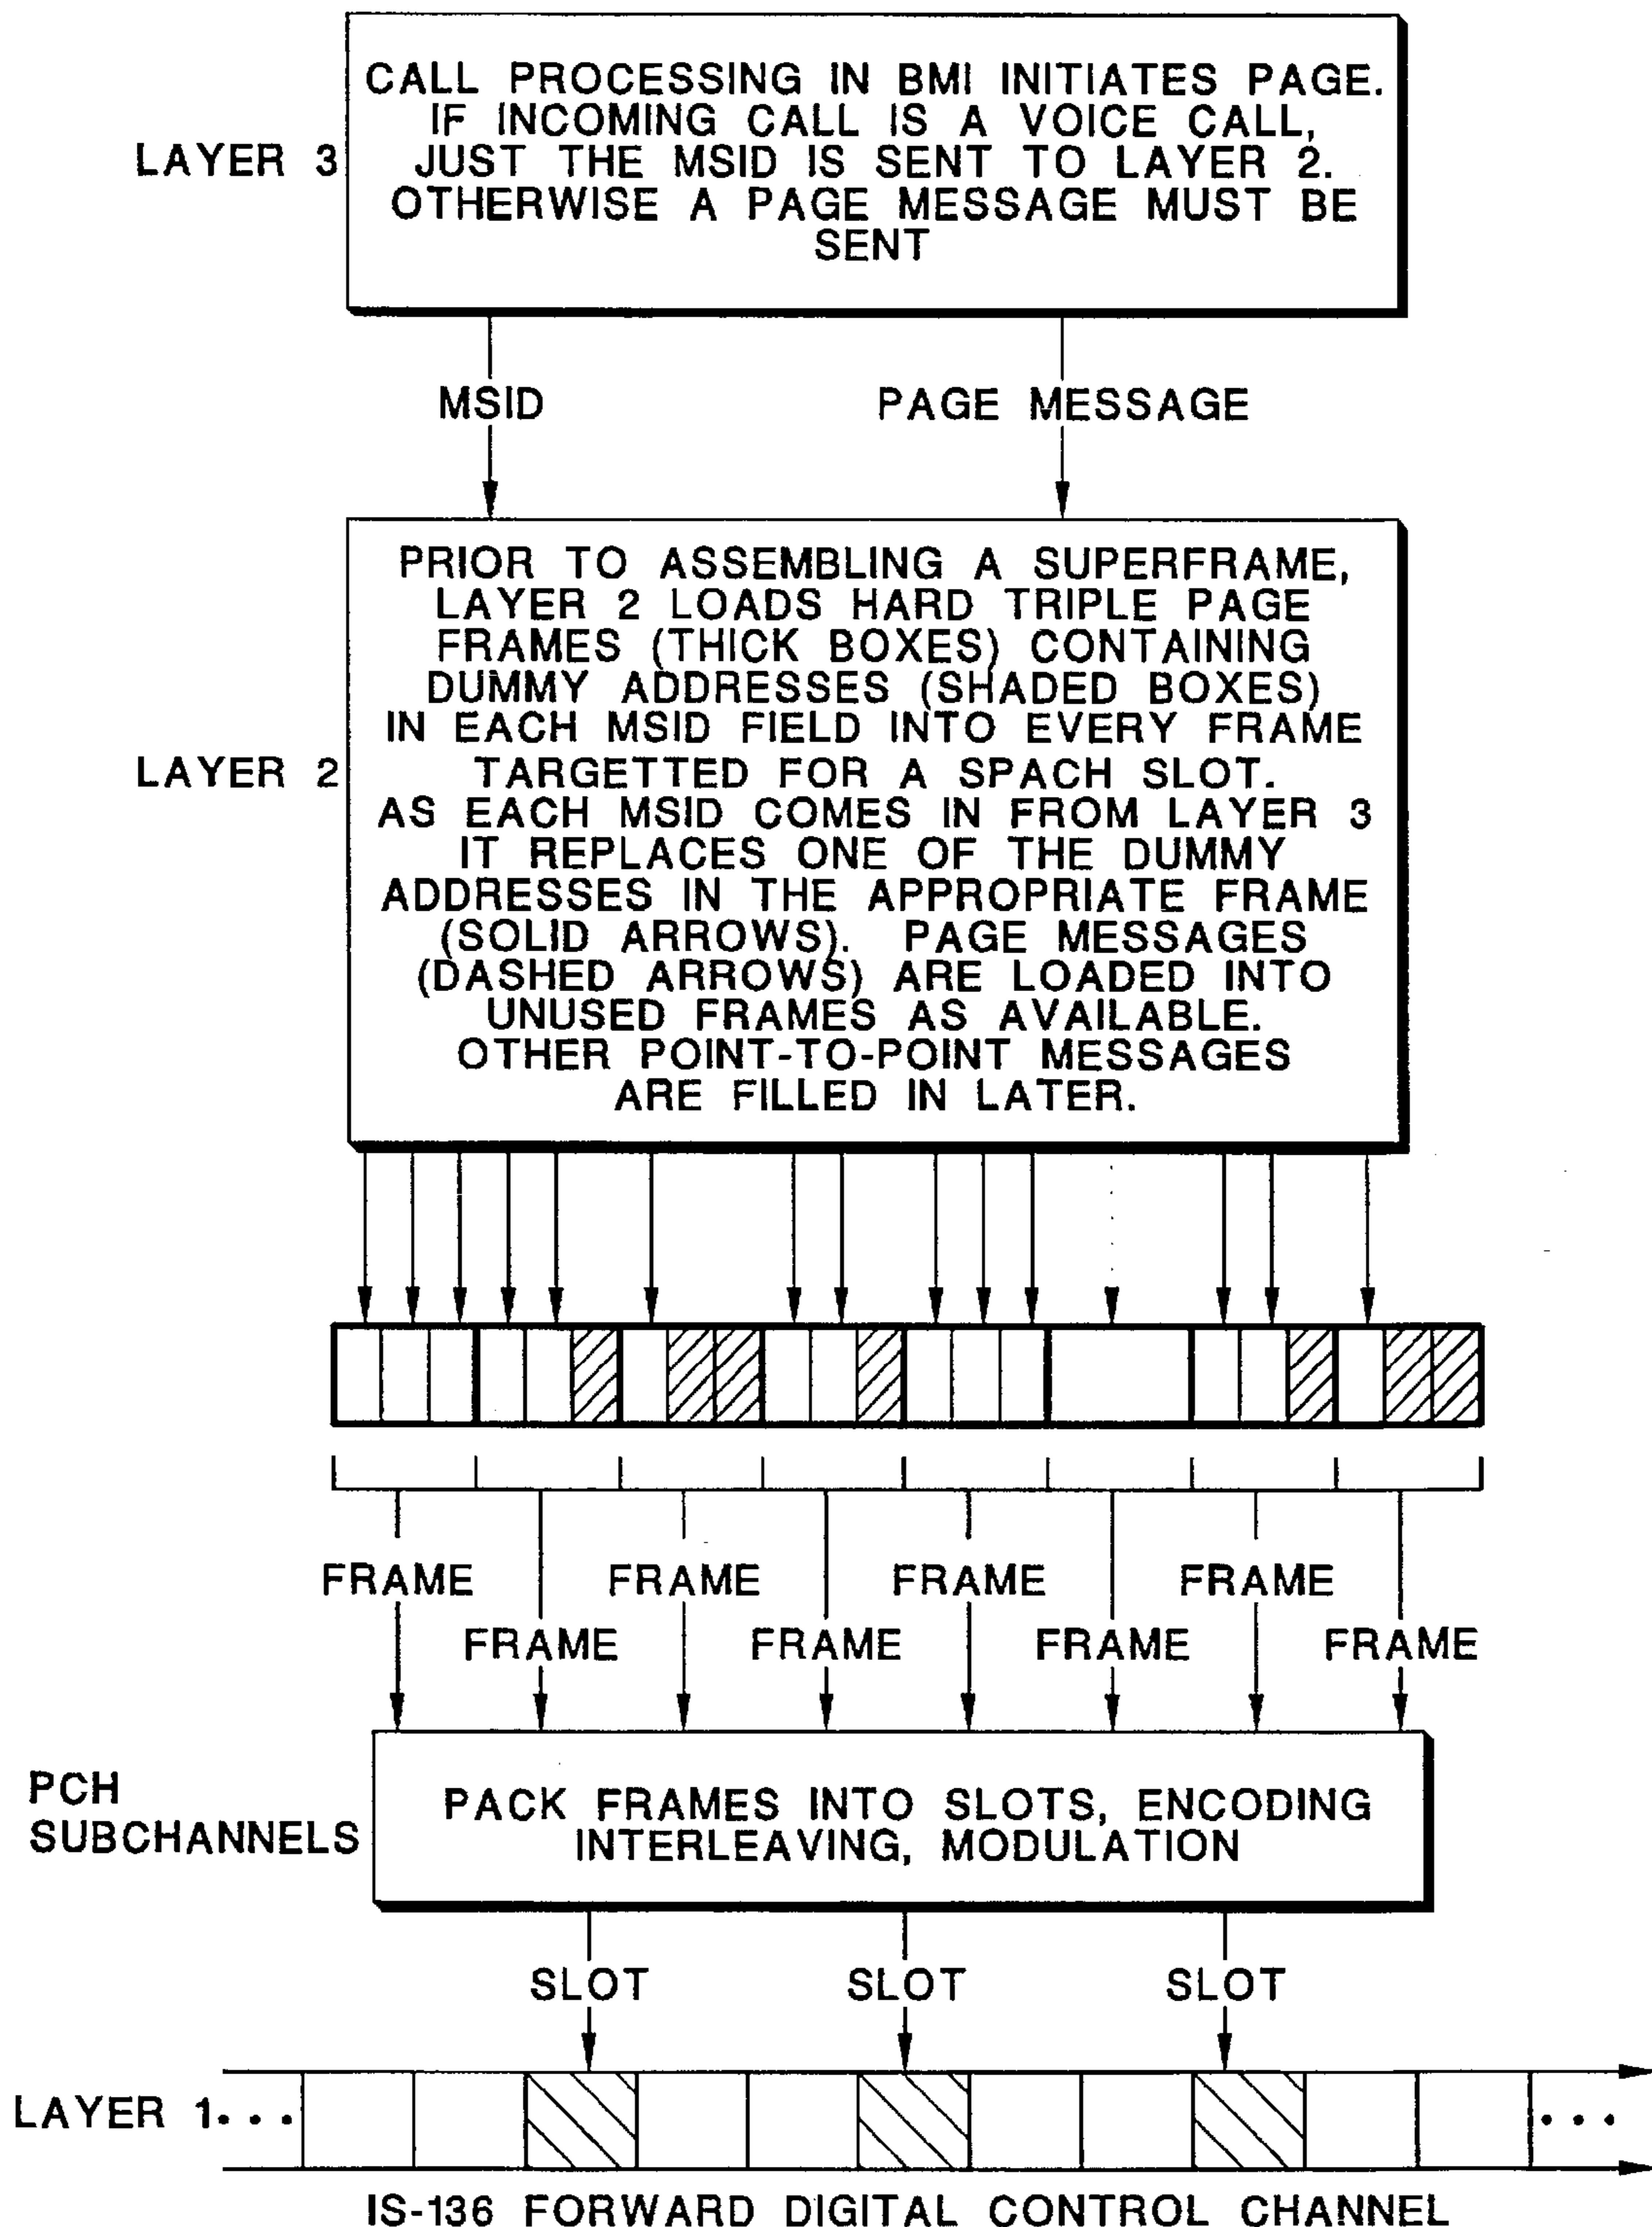 CALL PROCESSING IN BMI INITIATES PAGE.
IF INCOMING CALL IS A VOICE CALL,
LAYER 3
JUST THE MSID IS SENT TO LAYER 2.
OTHERWISE A PAGE MESSAGE MUST BE
SENT
MSID
PAGE MESSAGE
PRIOR TO ASSEMBLING A SUPERFRAME,
LAYER 2 LOADS HARD TRIPLE PAGE
FRAMES (THICK BOXES) CONTAINING
DUMMY ADDRESSES (SHADED BOXES)
IN EACH MSID FIELD INTO EVERY FRAME
LAYER 2
TARGETTED FOR A SPACH SLOT.
AS EACH MSID COMES IN FROM LAYER 3
IT REPLACES ONE OF THE DUMMY
ADDRESSES IN THE APPROPRIATE FRAME
(SOLID ARROWS). PAGE MESSAGES
(DASHED ARROWS) ARE LOADED INTO
UNUSED FRAMES AS AVAILABLE.
OTHER POINT-TO-POINT MESSAGES
ARE FILLED IN LATER.
FRAME
FRAME
FRAME
FRAME
FRAME
FRAME
FRAME
FRAME
PCH
SUBCHANNELS
PACK FRAMES INTO SLOTS, ENCODING
INTERLEAVING, MODULATION
SLOT
SLOT
SLOT
LAYER 1...
...
IS-136 FORWARD DIGITAL CONTROL CHANNEL